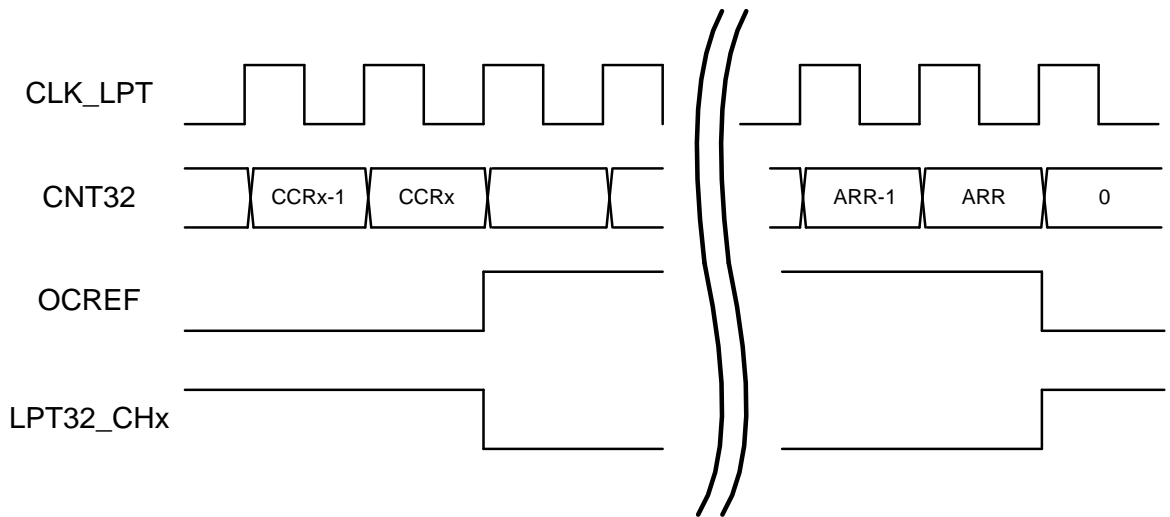 CLK_LPT
CNT32
CCRx-1
CCRx
ARR-1
ARR
0
OCREF
LPT32_CHx